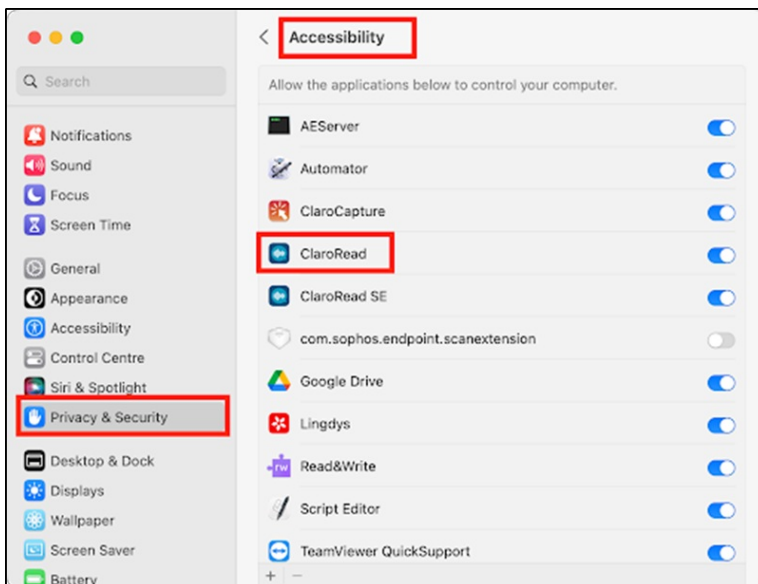 Search
Notifications
Sound
Focus
Screen Time
General
Appearance
Accessibility
Control Centre
Siri & Spotlight
Privacy & Security
Desktop & Dock
Displays
Wallpaper
Screen Saver
Battery
Accessibility
Allow the applications below to control your computer.
AEServer
Automator
ClaroCapture
ClaroRead
ClaroRead SE
com.sophos.endpoint.scanextension
Google Drive
Lingdys
rw Read&Write
Script Editor
TeamViewer QuickSupport
+ −